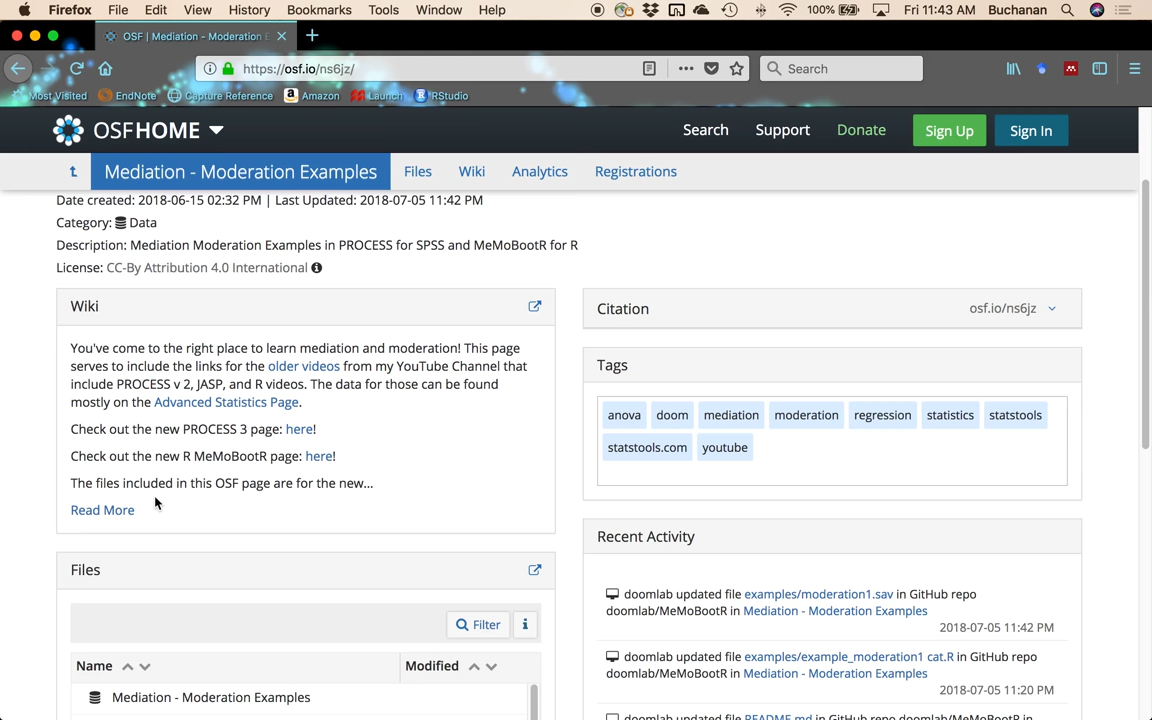 Firefox File Edit View History Bookmarks Tools Window Help 100% Fri 11:43 AM Buchanan
OSF | Mediation - Moderation E
https://osf.io/ns6jz/ Search
Most Visited EndNote Capture Reference Amazon Launch RStudio
OSFHOME Search Support Donate Sign Up Sign In
Mediation - Moderation Examples Files Wiki Analytics Registrations
Date created: 2018-06-15 02:32 PM | Last Updated: 2018-07-05 11:42 PM
Category: Data
Description: Mediation Moderation Examples in PROCESS for SPSS and MeMoBootR for R
License: CC-By Attribution 4.0 International
Wiki
You've come to the right place to learn mediation and moderation! This page
serves to include the links for the older videos from my YouTube Channel that
include PROCESS v 2, JASP, and R videos. The data for those can be found
mostly on the Advanced Statistics Page.
Check out the new PROCESS 3 page: here!
Check out the new R MeMoBootR page: here!
The files included in this OSF page are for the new...
Read More
Files
Filter
Name Modified
Mediation - Moderation Examples
Citation osf.io/ns6jz
Tags
anova doom mediation moderation regression statistics statstools
statstools.com youtube
Recent Activity
doomlab updated file examples/moderation1.sav in GitHub repo
doomlab/MeMoBootR in Mediation - Moderation Examples
2018-07-05 11:42 PM
doomlab updated file examples/example_moderation1 cat.R in GitHub repo
doomlab/MeMoBootR in Mediation - Moderation Examples
2018-07-05 11:20 PM
doomlab updated file README.md in GitHub repo doomlab/MeMoBootR in